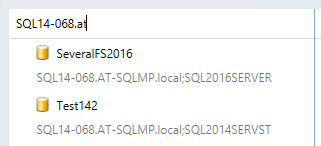 SQL14-068.at
SeveralFS2016
SQL14-068.AT-SQLMP.local;SQL2016SERVER
Test142
SQL14-068.AT-SQLMP.local;SQL2014SERVST